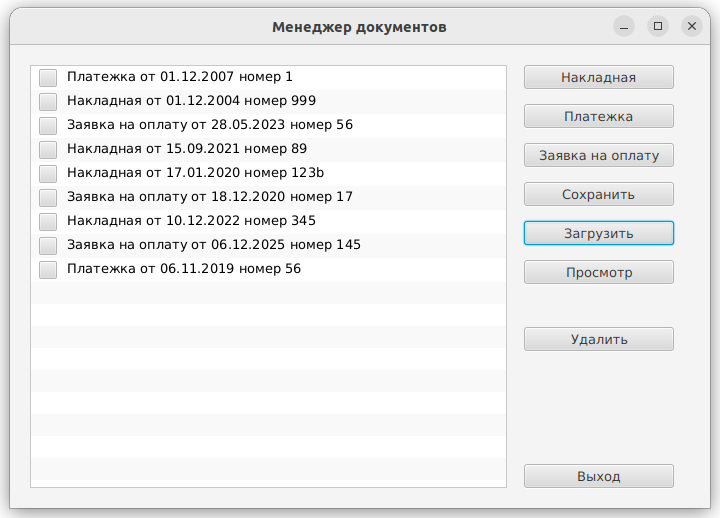 Менеджер документов
Платежка от 01.12.2007 номер 1
Накладная от 01.12.2004 номер 999
Заявка на оплату от 28.05.2023 номер 56
Накладная от 15.09.2021 номер 89
Накладная от 17.01.2020 номер 123b
Заявка на оплату от 18.12.2020 номер 17
Накладная от 10.12.2022 номер 345
Заявка на оплату от 06.12.2025 номер 145
Платежка от 06.11.2019 номер 56
Накладная
Платежка
Заявка на оплату
Сохранить
Загрузить
Просмотр
Удалить
Выход